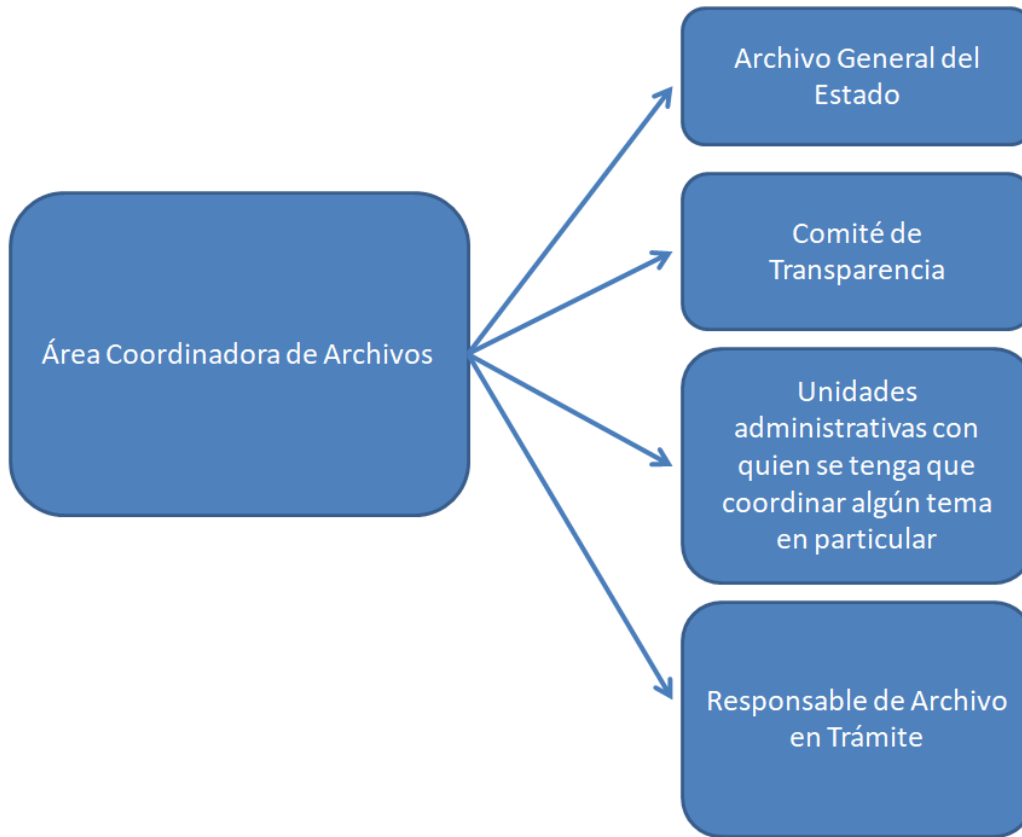 Archivo General del
Estado
Comité de
Transparencia
Área Coordinadora de Archivos
Unidades
administrativas con
quien se tenga que
coordinar algún tema
en particular
Responsable de Archivo
en Trámite